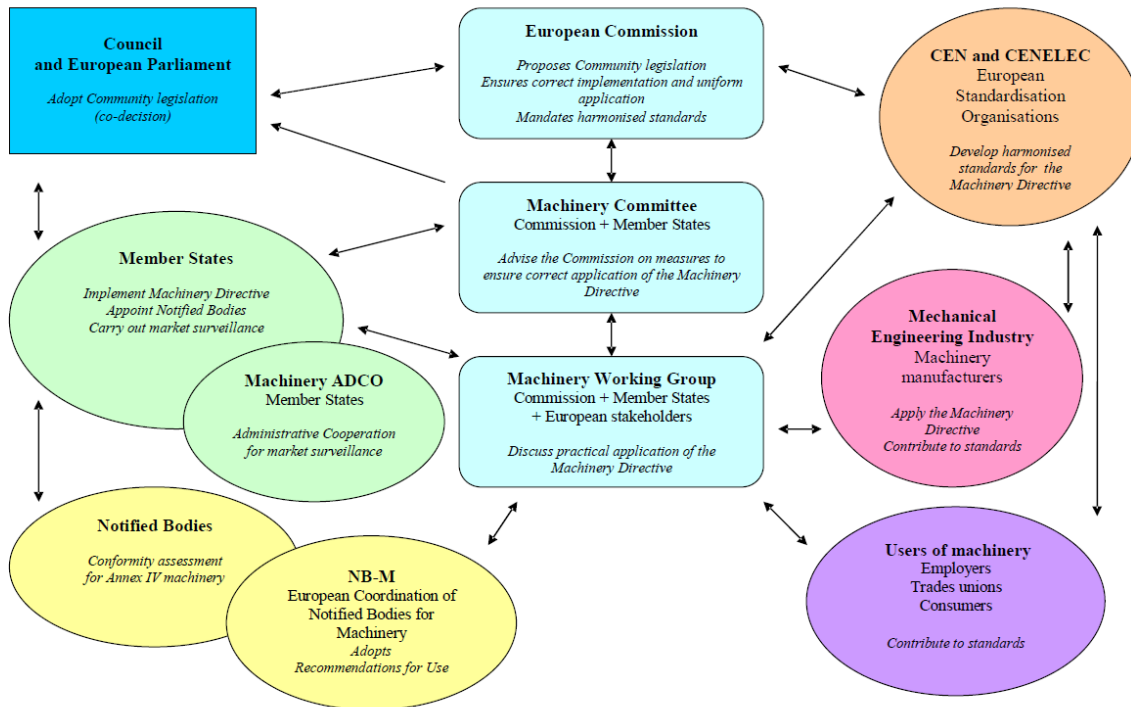 Council
and European Parliament
Adopt Community legislation
(co-decision)
European Commission
Proposes Community legislation
Ensures correct implementation and uniform
application
Mandates harmonised standards
CEN and CENELEC
European
Standardisation
Organisations
Develop harmonised
standards for the
Machinery Directive
Machinery Committee
Commission + Member States
Advise the Commission on measures to
ensure correct application of the Machinery
Directive
Member States
Implement Machinery Directive
Appoint Notified Bodies
Carry out market surveillance
Machinery ADCO
Member States
Administrative Cooperation
for market surveillance
Machinery Working Group
Commission + Member States
+ European stakeholders
Discuss practical application of the
Machinery Directive
Mechanical
Engineering Industry
Machinery
manufacturers
Apply the Machinery
Directive
Contribute to standards
Notified Bodies
Conformity assessment
for Annex IV machinery
NB-M
European Coordination of
Notified Bodies for
Machinery
Adopts
Recommendations for Use
Users of machinery
Employers
Trades unions
Consumers
Contribute to standards